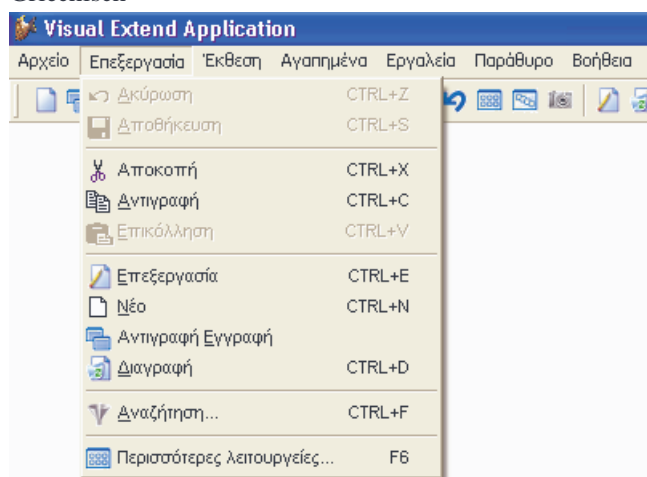 Griechisch
Visual Extend Application
Αρχείο Επεξεργασία Έκθεση Αγαπημένα Εργαλεία Παράθυρο Βοήθεια
Ακύρωση CTRL+Z
Αποθήκευση CTRL+S
Αποκοπή CTRL+X
Αντιγραφή CTRL+C
Επικόλληση CTRL+V
Επεξεργασία CTRL+E
Νέο CTRL+N
Αντιγραφή Εγγραφή
Διαγραφή CTRL+D
Αναζήτηση... CTRL+F
Περισσότερες λειτουργείες... F6